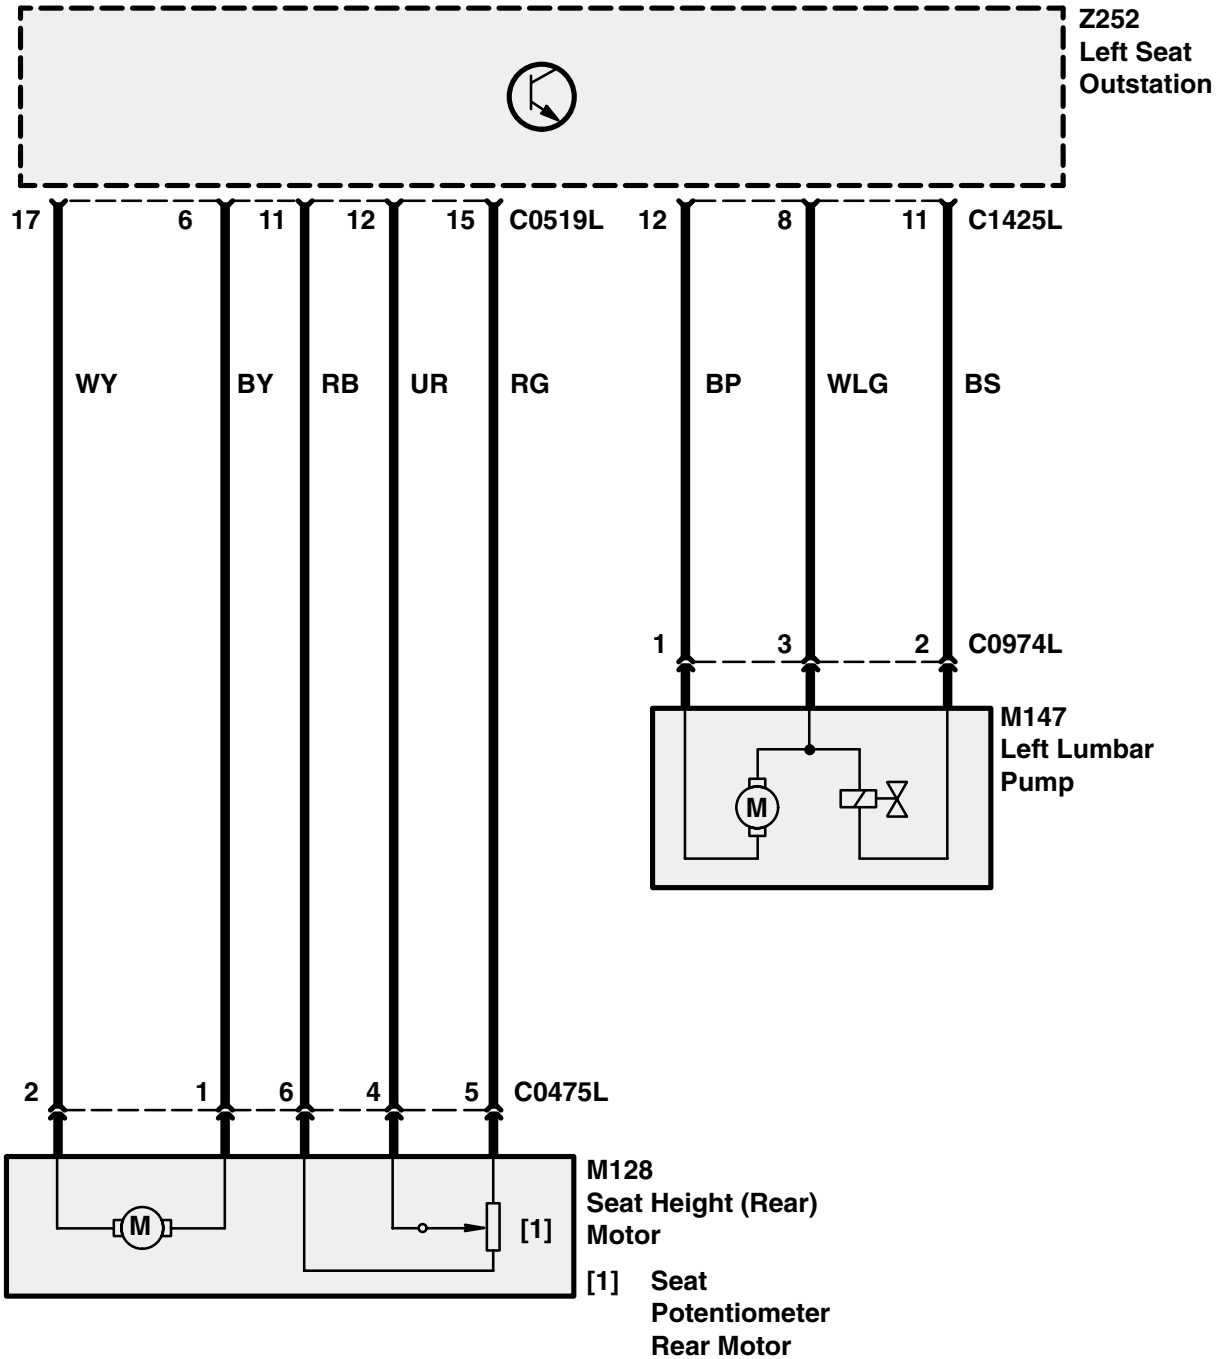 Z252
Left Seat
Outstation
17 6 11 12 15 C0519L 12 8 11 C1425L
WY BY RB UR RG BP WLG BS
1 3 2 C0974L
M147
Left Lumbar
Pump
M
2 1 6 4 5 C0475L
M128
Seat Height (Rear)
Motor
M [1]
[1] Seat
Potentiometer
Rear Motor